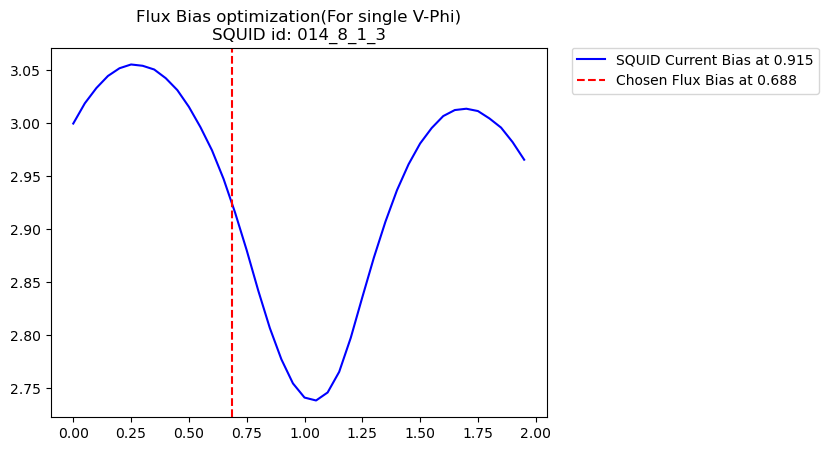 Flux Bias optimization(For single V-Phi)
SQUID id: 014_8_1_3
SQUID Current Bias at 0.915
Chosen Flux Bias at 0.688
3.05
3.00
2.95
2.90
2.85
2.80
2.75
0.00 0.25 0.50 0.75 1.00 1.25 1.50 1.75 2.00